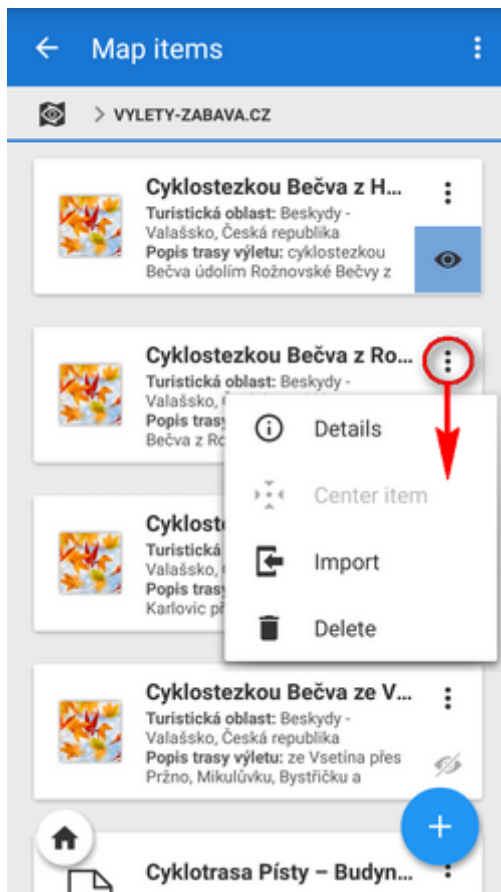 Map items
> VYLETY-ZABAVA.CZ
Cyklostezkou Bečva z H...
Turistická oblast: Beskydy -
Valašsko, Česká republika
Popis trasy výletu: cyklostezkou
Bečva údolím Rožnovské Bečvy z
Cyklostezkou Bečva z Ro...
Turistická oblast: Beskydy -
Valašsko,
Popis trasy
Bečva z Ro
Details
Center item
Import
Delete
Cyklost
Turistická
Valašsko,
Popis trasy
Karlovic př
Cyklostezkou Bečva ze V...
Turistická oblast: Beskydy -
Valašsko, Česká republika
Popis trasy výletu: ze Vsetína přes
Pržno, Mikulůvku, Bystřičku a
Cyklotrasa Písty – Budyn...